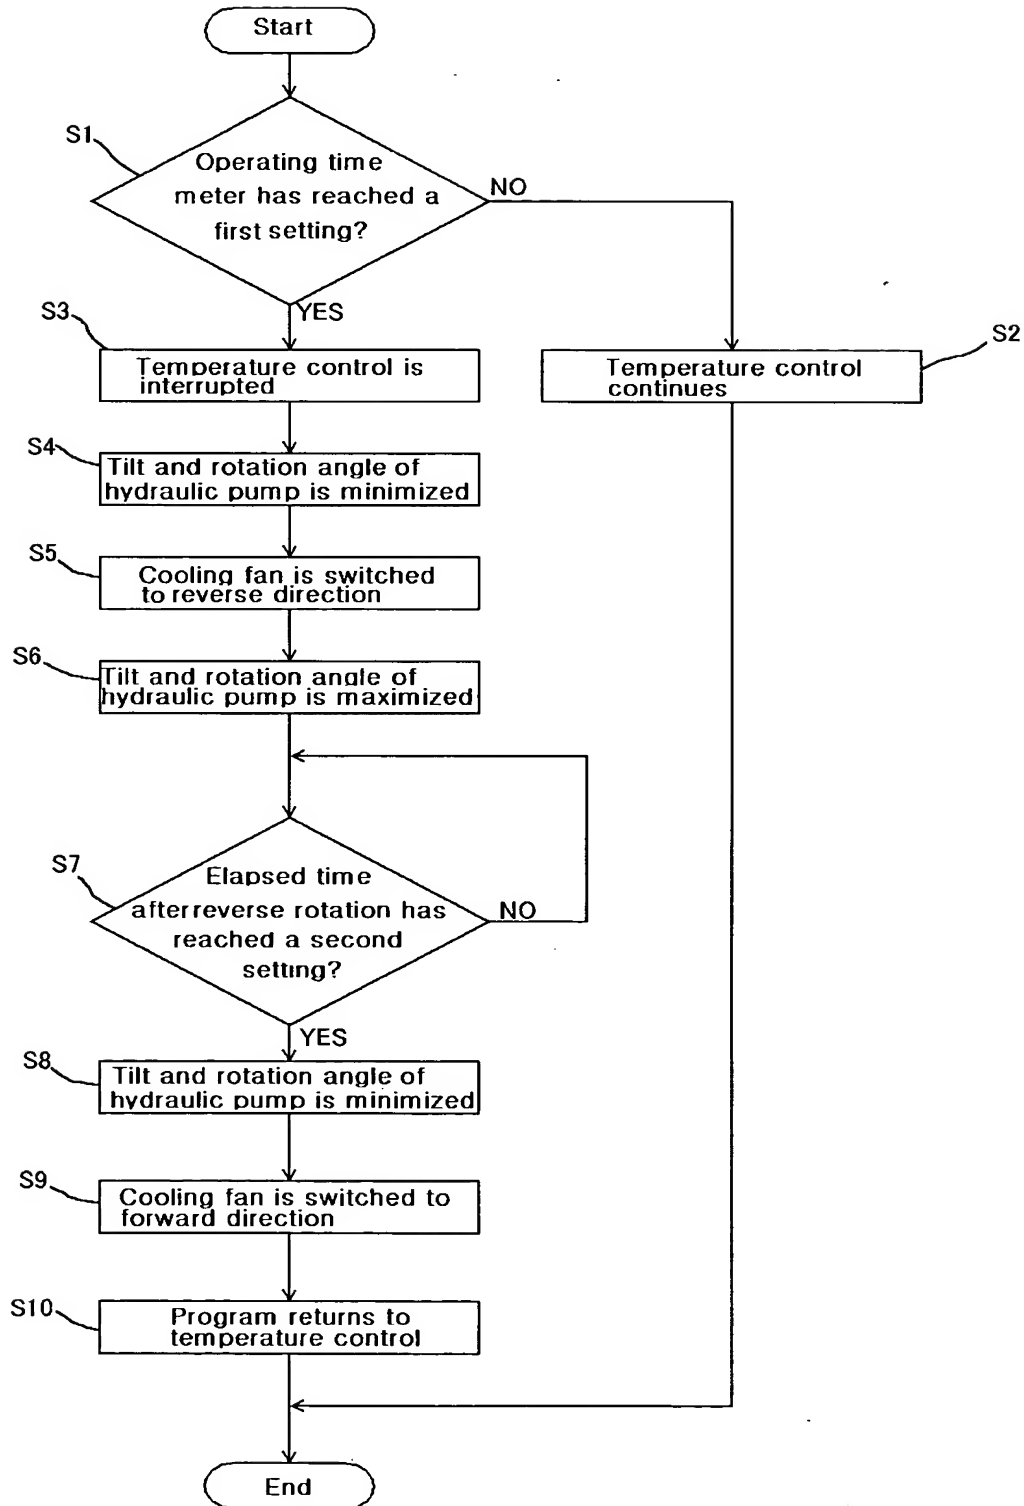 Start
S1
Operating time
meter has reached a
first setting?
NO
YES
S3
Temperature control is
interrupted
S2
Temperature control
continues
S4
Tilt and rotation angle of
hydraulic pump is minimized
S5
Cooling fan is switched
to reverse direction
S6
Tilt and rotation angle of
hydraulic pump is maximized
S7
Elapsed time
after reverse rotation has
reached a second
setting?
NO
YES
S8
Tilt and rotation angle of
hydraulic pump is minimized
S9
Cooling fan is switched to
forward direction
S10
Program returns to
temperature control
End